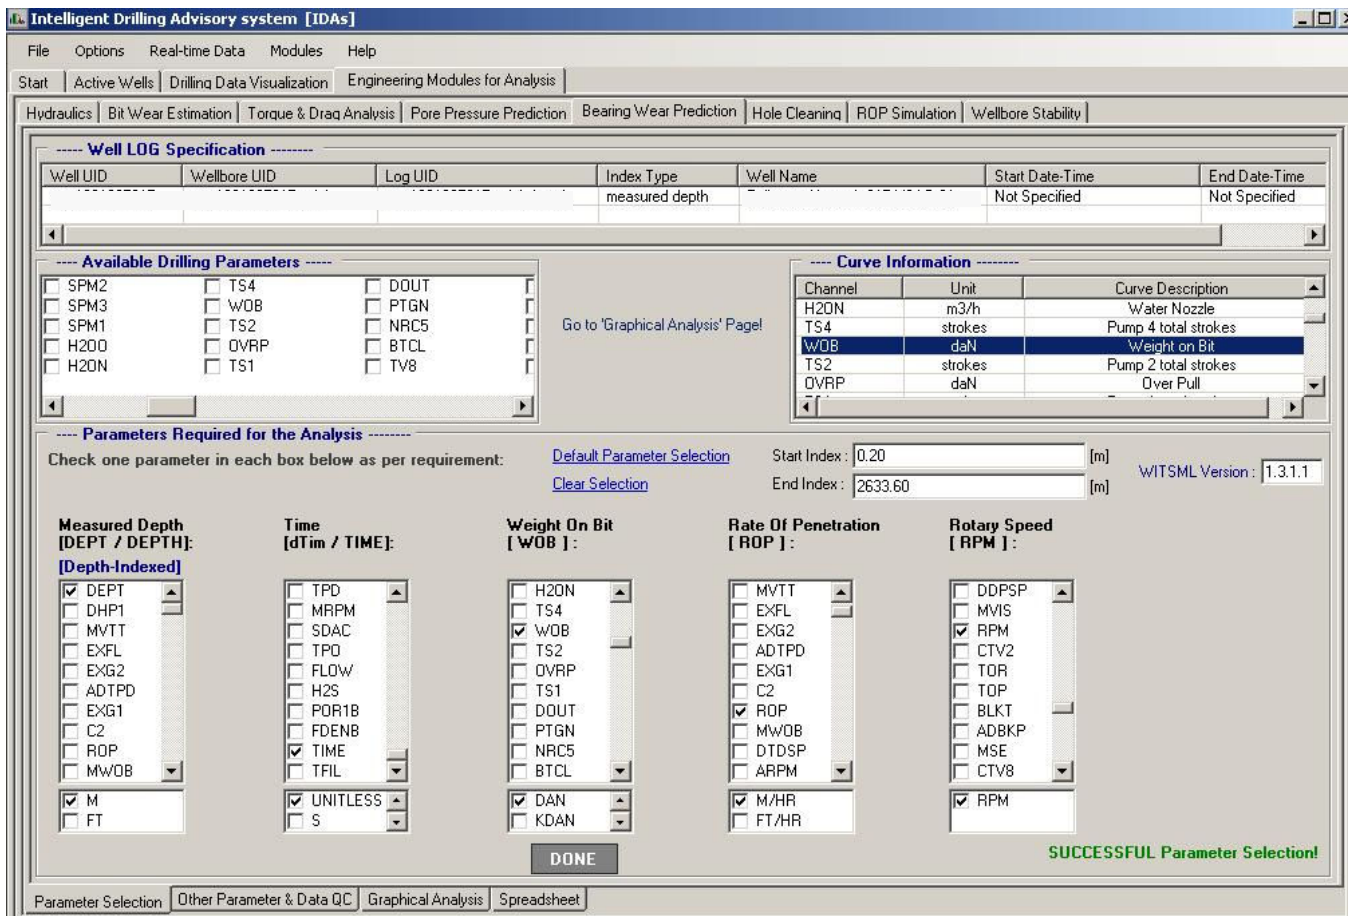 Intelligent Drilling Advisory system [IDAs]
File Options Real-time Data Modules Help
Start Active Wells Drilling Data Visualization Engineering Modules for Analysis
Hydraulics Bit Wear Estimation Torque & Drag Analysis Pore Pressure Prediction Bearing Wear Prediction Hole Cleaning ROP Simulation Wellbore Stability
----- Well LOG Specification --------
Well UID Wellbore UID Log UID Index Type Well Name Start Date-Time End Date-Time
measured depth Not Specified Not Specified
---- Available Drilling Parameters -----
SPM2 TS4 DOUT
SPM3 WOB PTGN
SPM1 TS2 NRC5
H2OO OVRP BTCL
H2ON TS1 TV8
Go to 'Graphical Analysis' Page!
---- Curve Information --------
Channel Unit Curve Description
H2ON m3/h Water Nozzle
TS4 strokes Pump 4 total strokes
WOB daN Weight on Bit
TS2 strokes Pump 2 total strokes
OVRP daN Over Pull
---- Parameters Required for the Analysis --------
Check one parameter in each box below as per requirement:
Default Parameter Selection
Clear Selection
Start Index : 0.20 [m]
End Index : 2633.60 [m]
WITSML Version : 1.3.1.1
Measured Depth
[DEPT / DEPTH]:
[Depth-Indexed]
DEPT
DHP1
MVTT
EXFL
EXG2
ADTPD
EXG1
C2
ROP
MWOB
M
FT
Time
[dTim / TIME]:
TPD
MRPM
SDAC
TPO
FLOW
H2S
POR1B
FDENB
TIME
TFIL
UNITLESS
S
Weight On Bit
[ WOB ] :
H2ON
TS4
WOB
TS2
OVRP
TS1
DOUT
PTGN
NRC5
BTCL
DAN
KDAN
Rate Of Penetration
[ ROP ] :
MVTT
EXFL
EXG2
ADTPD
EXG1
C2
ROP
MWOB
DTDSP
ARPM
M/HR
FT/HR
Rotary Speed
[ RPM ] :
DDPSP
MVIS
RPM
CTV2
TOR
TOP
BLKT
ADBKP
MSE
CTV8
RPM
DONE
SUCCESSFUL Parameter Selection!
Parameter Selection Other Parameter & Data QC Graphical Analysis Spreadsheet